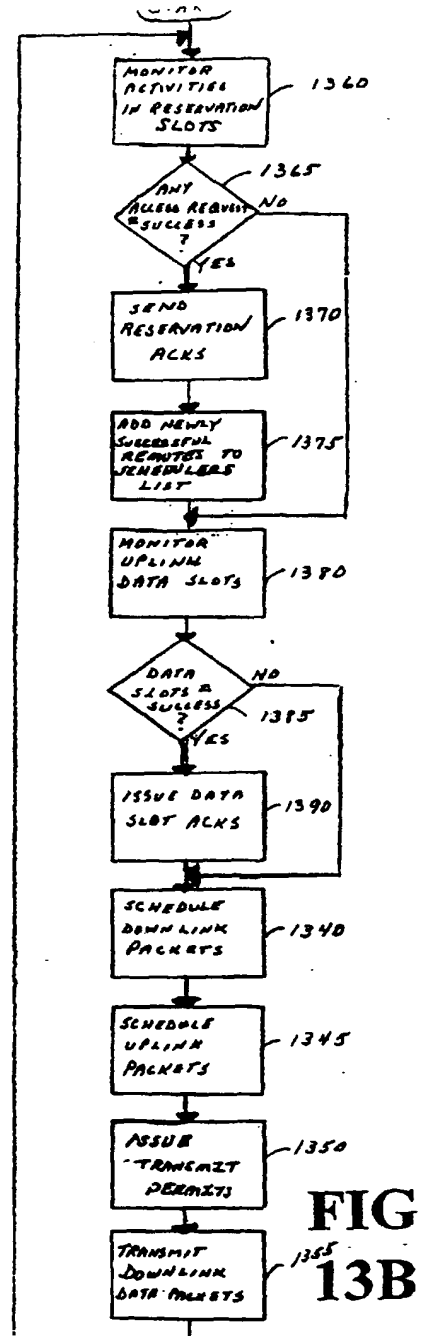 MONITOR
ACTIVITIES
IN RESERVATION
SLOTS
1360
1365
ANY
ACCESS REQUEST
= SUCCESS
?
NO
YES
SEND
RESERVATION
ACKS
1370
ADD NEWLY
SUCCESSFUL
REMOTES TO
SCHEDULERS
LIST
1375
MONITOR
UPLINK
DATA SLOTS
1380
DATA
SLOTS =
SUCCESS
?
NO
1385
YES
ISSUE DATA
SLOT ACKS
1390
SCHEDULE
DOWNLINK
PACKETS
1340
SCHEDULE
UPLINK
PACKETS
1345
ISSUE
TRANSMIT
PERMITS
1350
TRANSMIT
DOWNLINK
DATA PACKETS
1355
FIG
13B